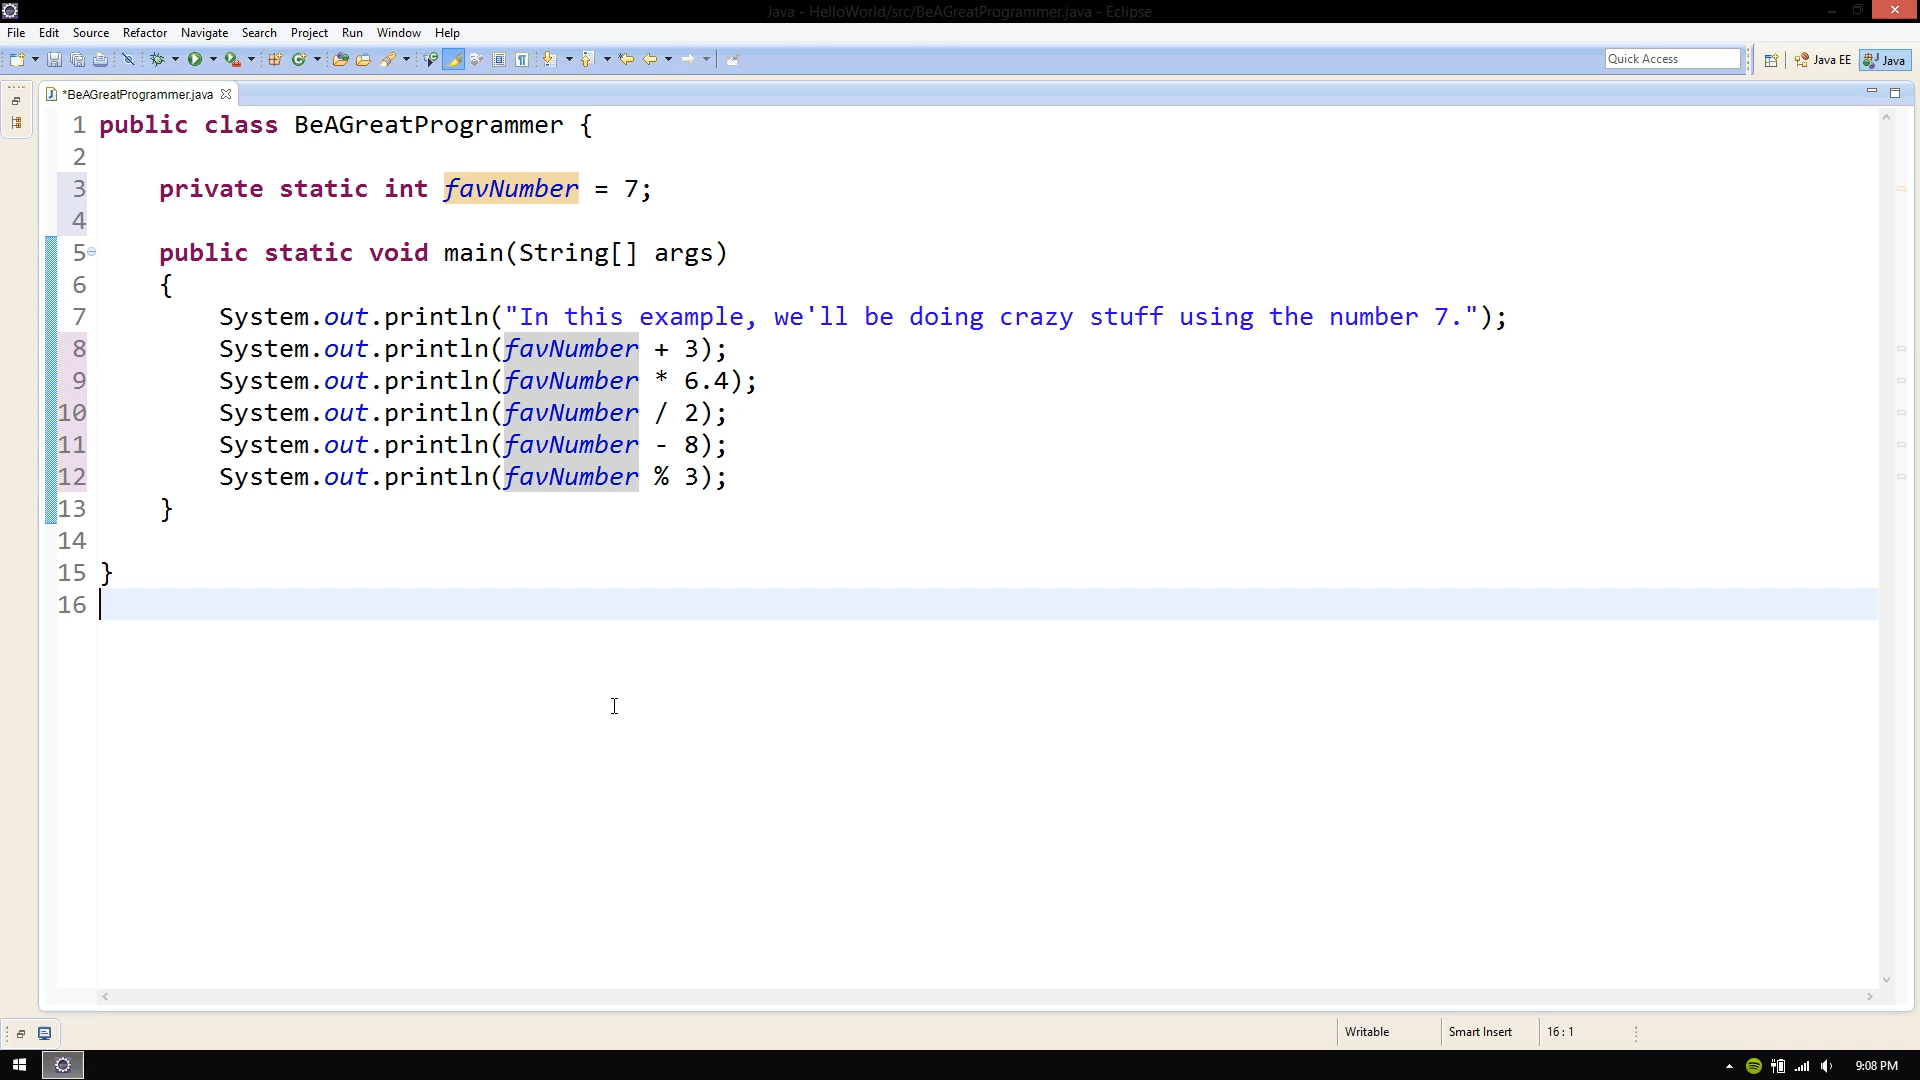 Java - HelloWorld/src/BeAGreatProgrammer.java - Eclipse
File Edit Source Refactor Navigate Search Project Run Window Help
Quick Access
Java EE
Java
*BeAGreatProgrammer.java
1 public class BeAGreatProgrammer {
2
3 private static int favNumber = 7;
4
5 public static void main(String[] args)
6 {
7 System.out.println("In this example, we'll be doing crazy stuff using the number 7.");
8 System.out.println(favNumber + 3);
9 System.out.println(favNumber * 6.4);
10 System.out.println(favNumber / 2);
11 System.out.println(favNumber - 8);
12 System.out.println(favNumber % 3);
13 }
14
15 }
16
Writable
Smart Insert
16 : 1
9:08 PM